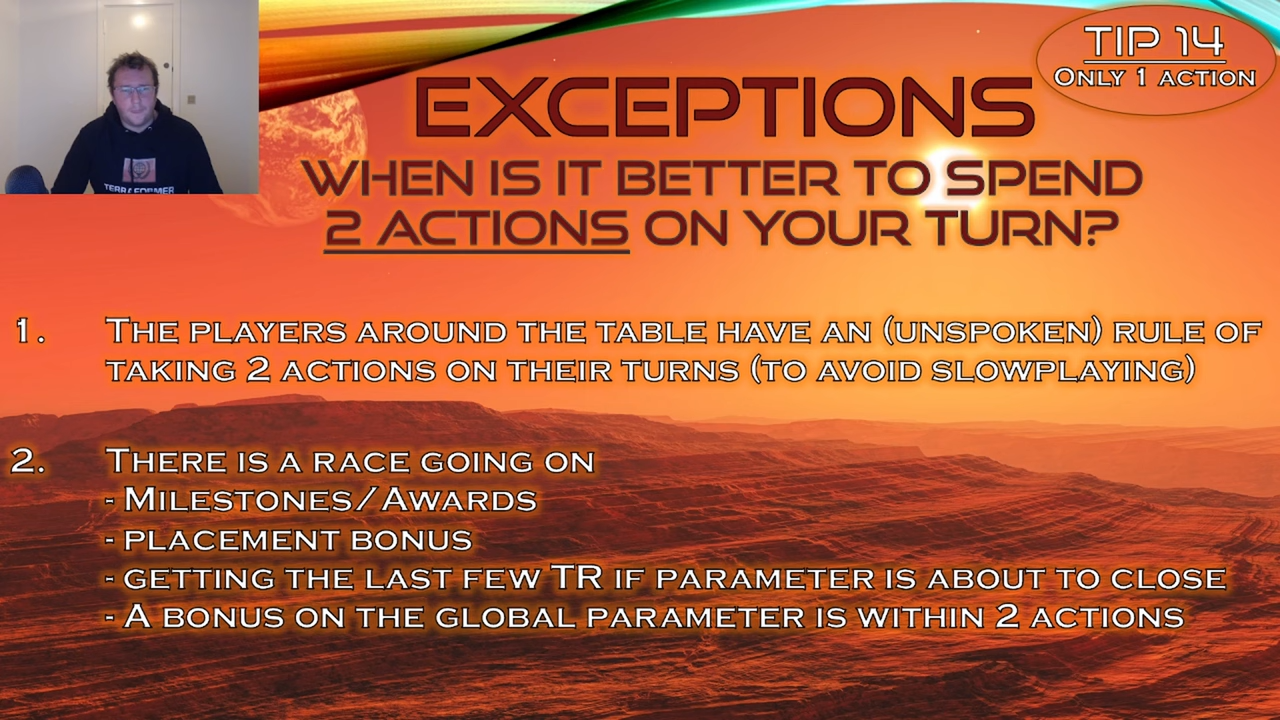 TERRAFORMER
TIP 14
ONLY 1 ACTION
EXCEPTIONS
WHEN IS IT BETTER TO SPEND
2 ACTIONS ON YOUR TURN?
1. THE PLAYERS AROUND THE TABLE HAVE AN (UNSPOKEN) RULE OF
TAKING 2 ACTIONS ON THEIR TURNS (TO AVOID SLOWPLAYING)
2. THERE IS A RACE GOING ON
- MILESTONES/AWARDS
- PLACEMENT BONUS
- GETTING THE LAST FEW TR IF PARAMETER IS ABOUT TO CLOSE
- A BONUS ON THE GLOBAL PARAMETER IS WITHIN 2 ACTIONS